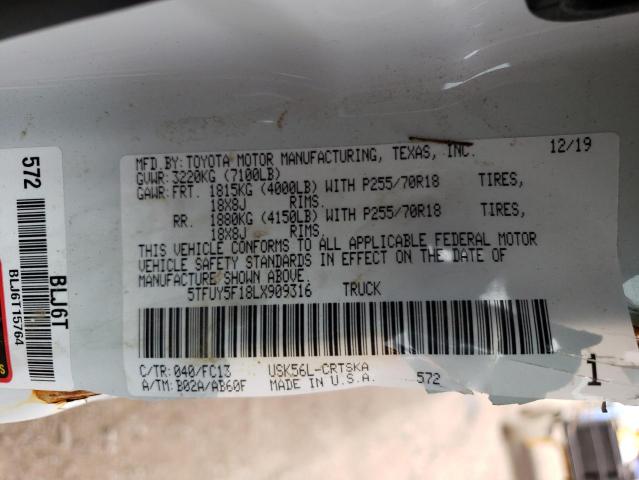 MFD.BY:TOYOTA MOTOR MANUFACTURING, TEXAS, INC. 12/19
GVWR:3220KG (7100LB)
GAWR:FRT. 1815KG (4000LB) WITH P255/70R18 TIRES,
18X8J RIMS.
RR. 1880KG (4150LB) WITH P255/70R18 TIRES,
18X8J RIMS.
THIS VEHICLE CONFORMS TO ALL APPLICABLE FEDERAL MOTOR
VEHICLE SAFETY STANDARDS IN EFFECT ON THE DATE OF
MANUFACTURE SHOWN ABOVE.
5TFUY5F18LX909316 TRUCK
C/TR:040/FC13 USK56L-CRTSKA
A/TM:B02A/AB60F MADE IN U.S.A. 572
1
572
BLJ6T
BLJ6T15764
S